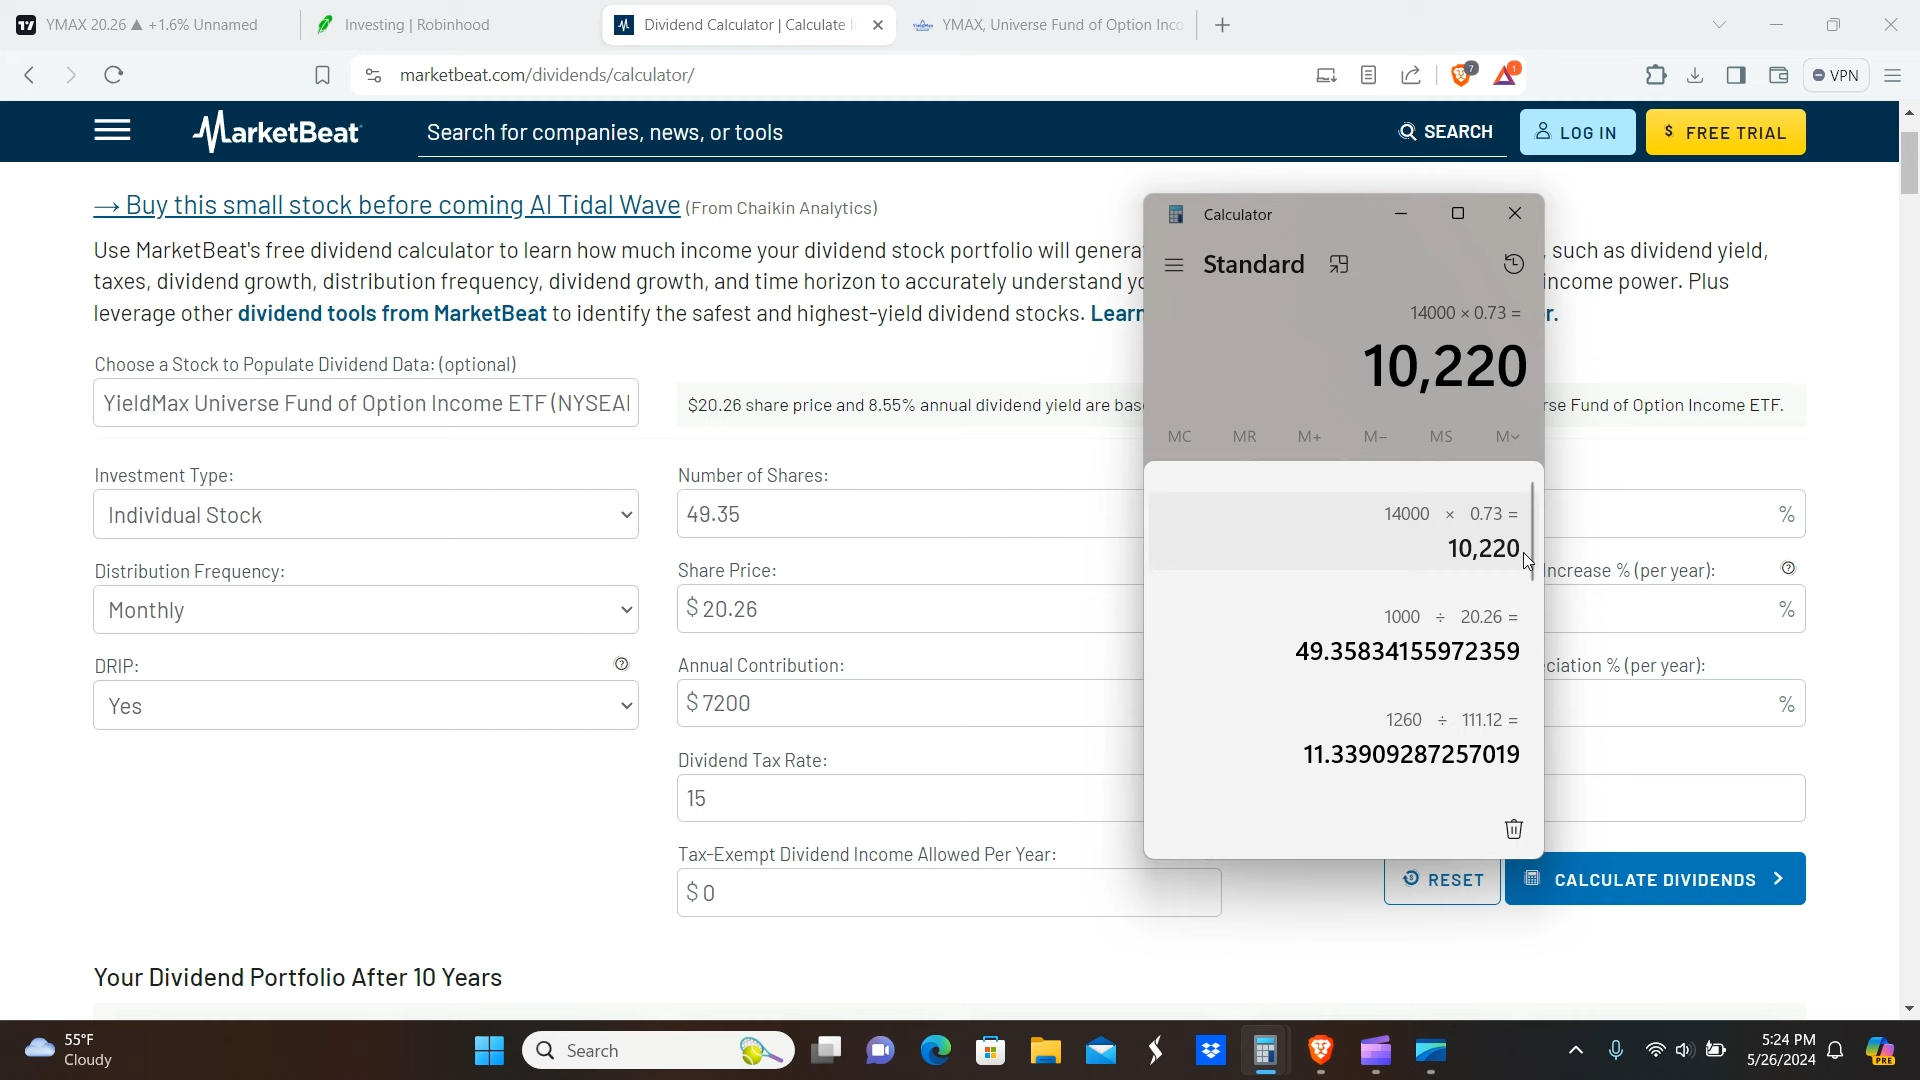 YMAX 20.26 ▲ +1.6% Unnamed
Investing | Robinhood
Dividend Calculator | Calculate
YMAX, Universe Fund of Option Inco
marketbeat.com/dividends/calculator/
7
1
VPN
MarketBeat
Search for companies, news, or tools
SEARCH
LOG IN
$ FREE TRIAL
→ Buy this small stock before coming AI Tidal Wave (From Chaikin Analytics)
Use MarketBeat's free dividend calculator to learn how much income your dividend stock portfolio will genera
such as dividend yield,
taxes, dividend growth, distribution frequency, dividend growth, and time horizon to accurately understand yo
income power. Plus
leverage other dividend tools from MarketBeat to identify the safest and highest-yield dividend stocks. Learn
r.
Choose a Stock to Populate Dividend Data: (optional)
YieldMax Universe Fund of Option Income ETF (NYSEA
$20.26 share price and 8.55% annual dividend yield are bas
rse Fund of Option Income ETF.
Investment Type:
Individual Stock
Number of Shares:
49.35
%
Distribution Frequency:
Monthly
Share Price:
$ 20.26
Increase % (per year):
%
DRIP:
Yes
Annual Contribution:
$ 7200
ciation % (per year):
%
Dividend Tax Rate:
15
Tax-Exempt Dividend Income Allowed Per Year:
$ 0
RESET
CALCULATE DIVIDENDS
Your Dividend Portfolio After 10 Years
Calculator
Standard
14000 × 0.73 =
10,220
MC MR M+ M− MS M
14000 × 0.73 =
10,220
1000 ÷ 20.26 =
49.35834155972359
1260 ÷ 111.12 =
11.33909287257019
55°F
Cloudy
Search
5:24 PM
5/26/2024
PRE